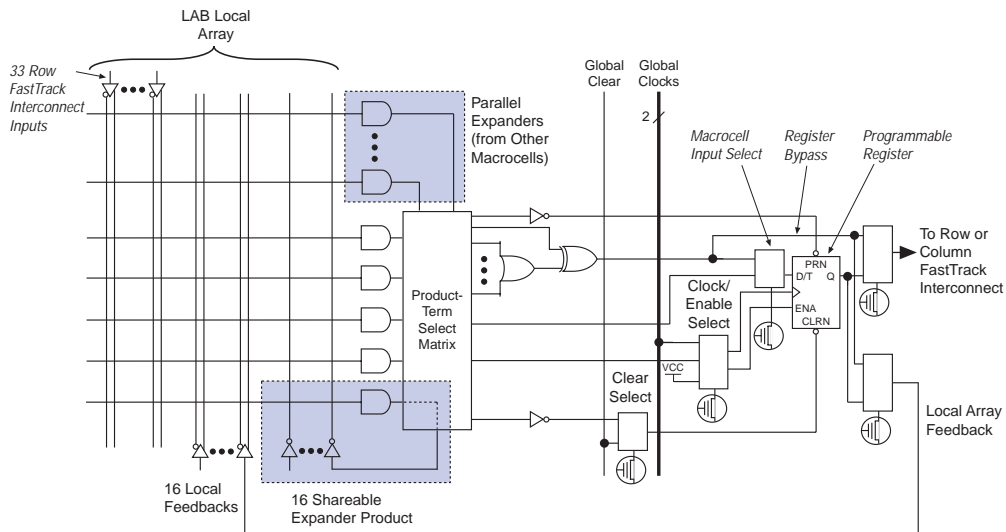 LAB Local
Array
33 Row
FastTrack
Interconnect
Inputs
Parallel
Expanders
(from Other
Macrocells)
Global
Clear
Global
Clocks
2
Macrocell
Input Select
Register
Bypass
Programmable
Register
To Row or
Column
FastTrack
Interconnect
PRN
D/T
Q
ENA
CLRN
Product-
Term
Select
Matrix
Clock/
Enable
Select
VCC
Clear
Select
Local Array
Feedback
16 Local
Feedbacks
16 Shareable
Expander Product